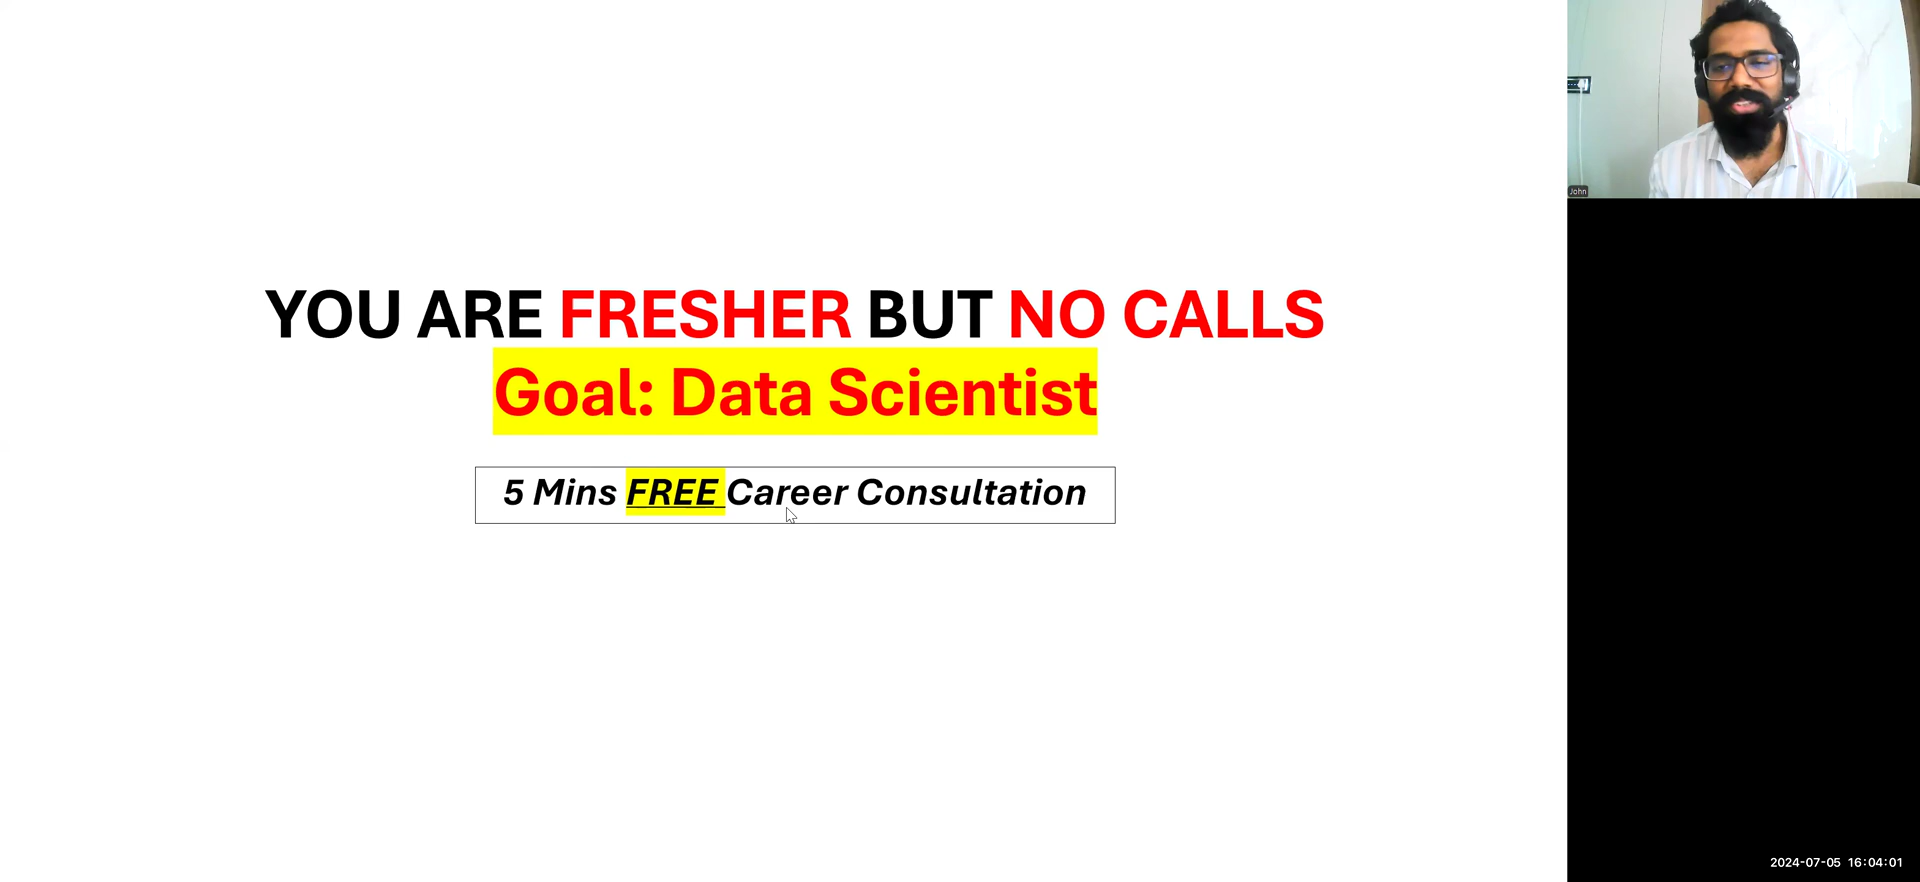 YOU ARE FRESHER BUT NO CALLS
Goal: Data Scientist
5 Mins FREE Career Consultation
John
2024-07-05 16:04:01